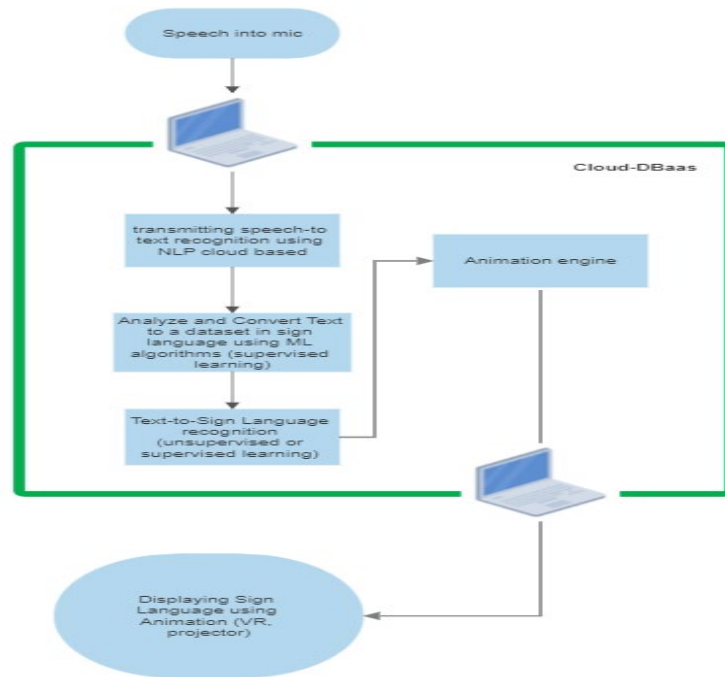 Speech into mic
Cloud-DBaas
transmitting speech-to
text recognition using
NLP cloud based
Animation engine
Analyze and Convert Text
to a dataset in sign
language using ML
algorithms (supervised
learning)
Text-to-Sign Language
recognition
(unsupervised or
supervised learning)
Displaying Sign
Language using
Animation (VR,
projector)